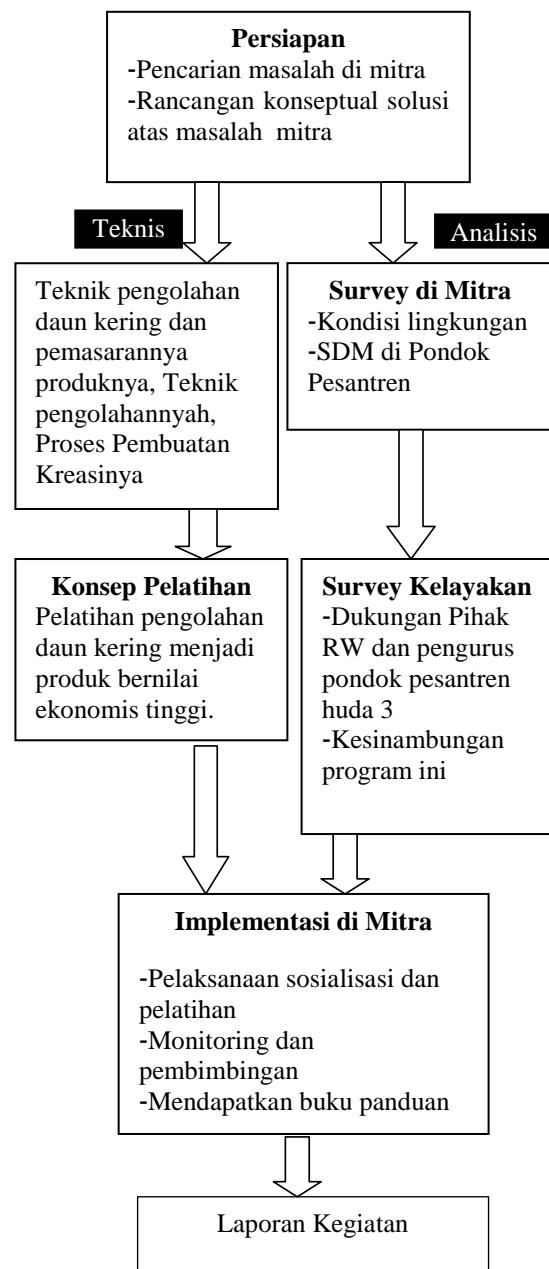 Persiapan
-Pencarian masalah di mitra
-Rancangan konseptual solusi
atas masalah mitra
Teknis
Analisis
Teknik pengolahan
daun kering dan
pemasarannya
produknya, Teknik
pengolahannyah,
Proses Pembuatan
Kreasinya
Survey di Mitra
-Kondisi lingkungan
-SDM di Pondok
Pesantren
Konsep Pelatihan
Pelatihan pengolahan
daun kering menjadi
produk bernilai
ekonomis tinggi.
Survey Kelayakan
-Dukungan Pihak
RW dan pengurus
pondok pesantren
huda 3
-Kesinambungan
program ini
Implementasi di Mitra
-Pelaksanaan sosialisasi dan
pelatihan
-Monitoring dan
pembimbingan
-Mendapatkan buku panduan
Laporan Kegiatan